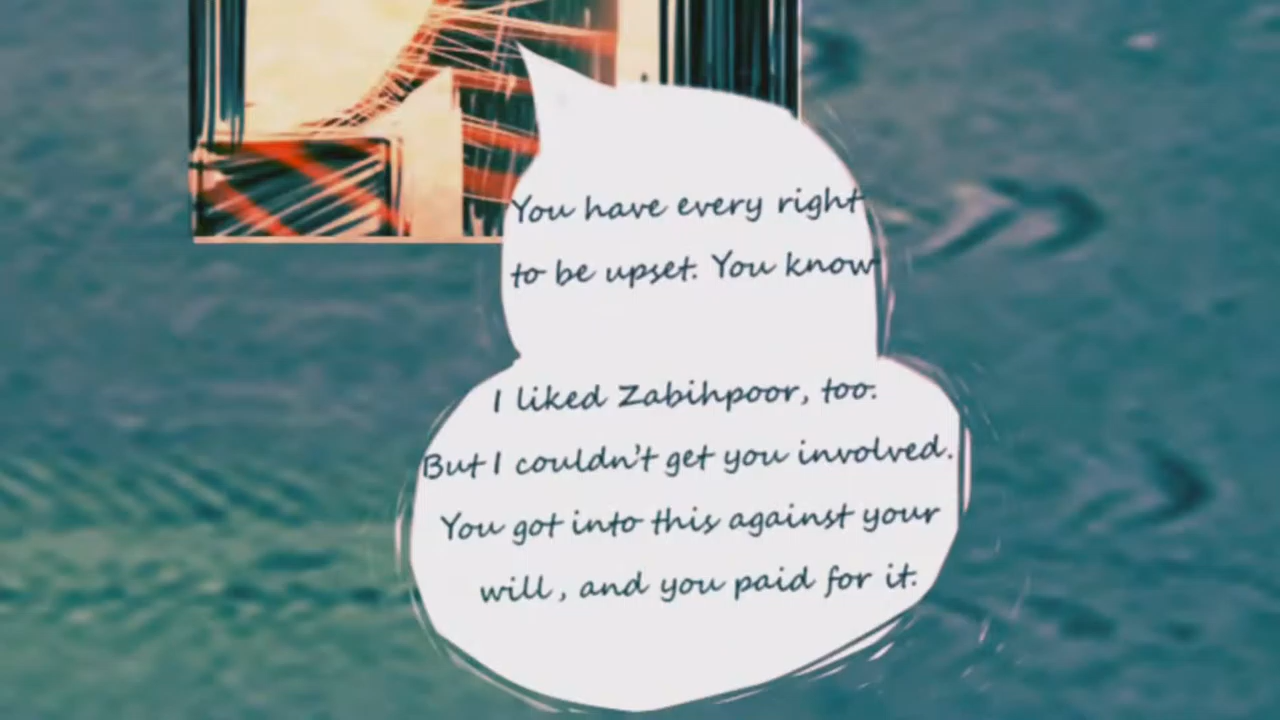 You have every right
to be upset. You know
I liked Zabihpoor, too.
But I couldn't get you involved.
You got into this against your
will, and you paid for it.